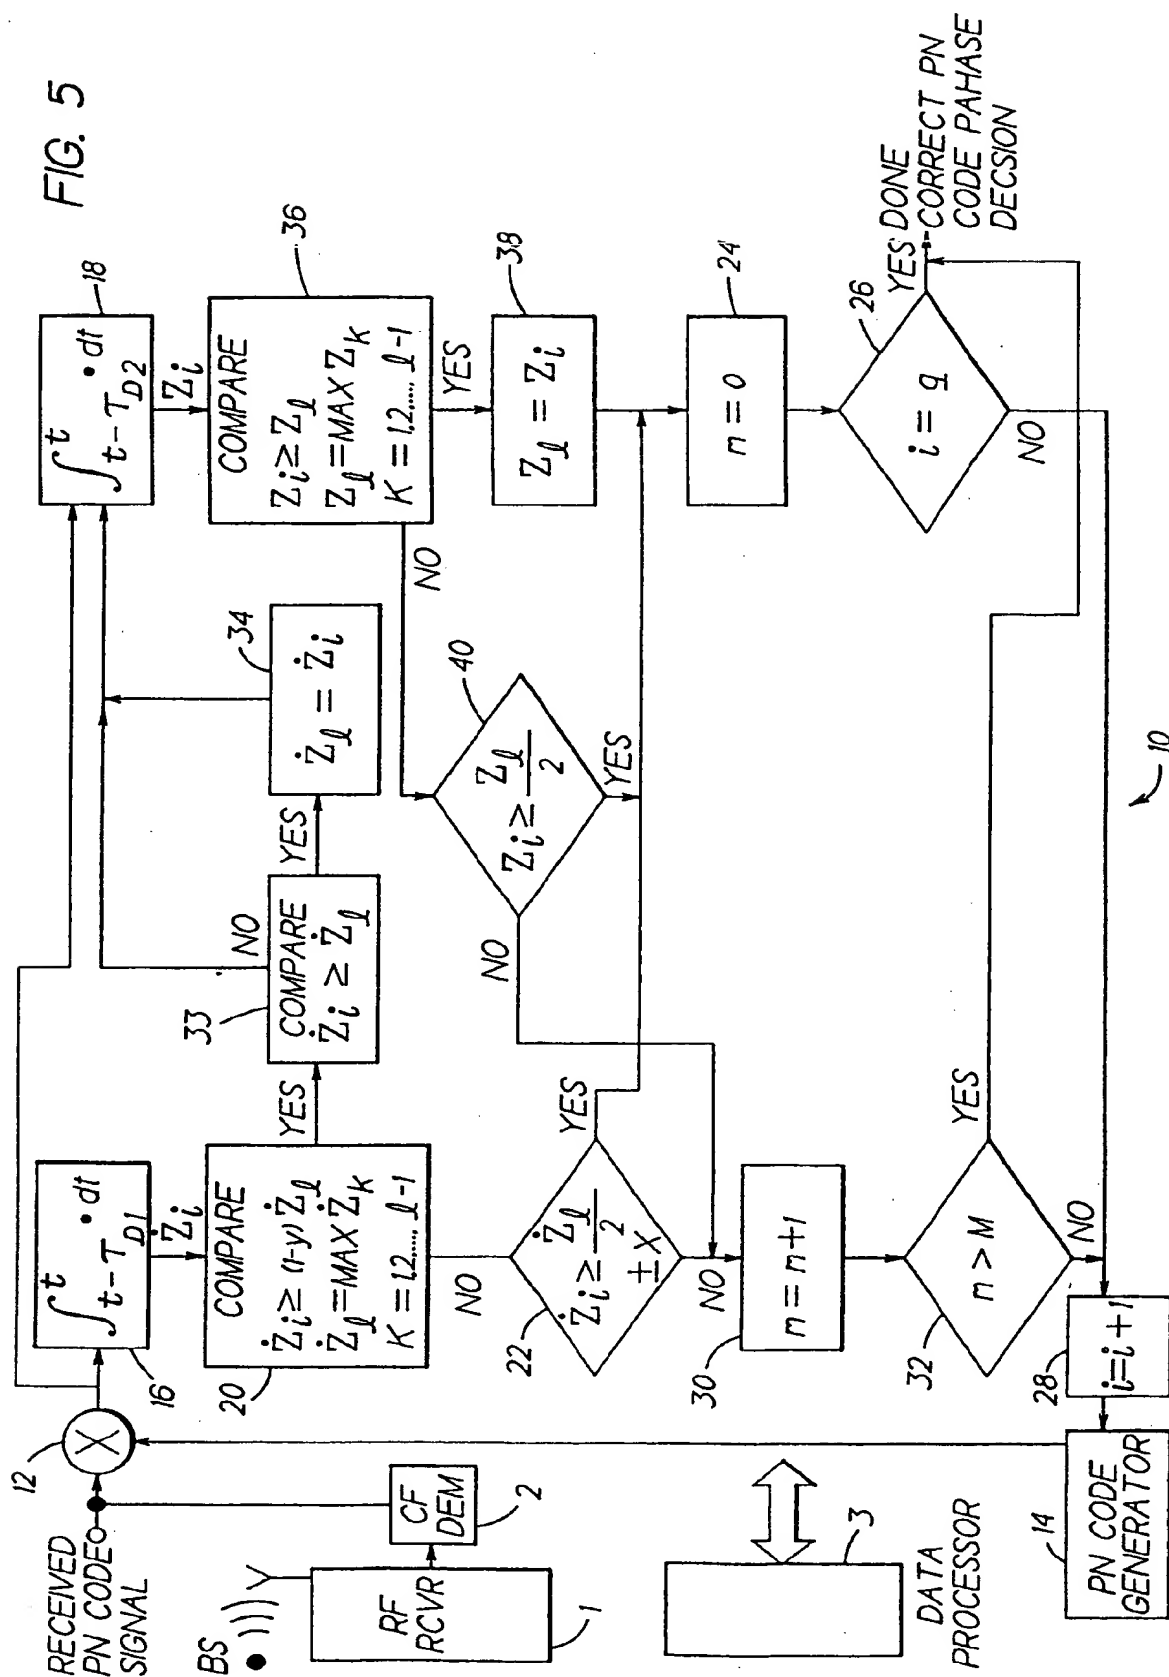 FIG. 5
RECEIVED
PN CODE
SIGNAL
12
X
BS
RF
RCVR
1
CF
DEM
2
3
DATA
PROCESSOR
14
PN CODE
GENERATOR
16
∫ t t-T D1 • dt
Żi
20
COMPARE
Żi ≥ (1-y) Żℓ
Żℓ = MAX ŻK
K = 1,2,..., ℓ-1
YES
NO
33
COMPARE
Żi ≥ Żℓ
NO
YES
34
Żℓ = Żi
18
∫ t t-T D2 • dt
Zi
36
COMPARE
Zi ≥ Zℓ
Zℓ = MAX ZK
K = 1,2,..., ℓ-1
NO
YES
38
Zℓ = Zi
22
Żi ≥ Żℓ/2
± X
YES
NO
40
Zi ≥ Zℓ/2
NO
YES
24
n = 0
26
i = q
YES
NO
DONE
CORRECT PN
CODE PAHASE
DECSION
30
n = n+1
32
n > M
YES
NO
28
i = i + 1
10